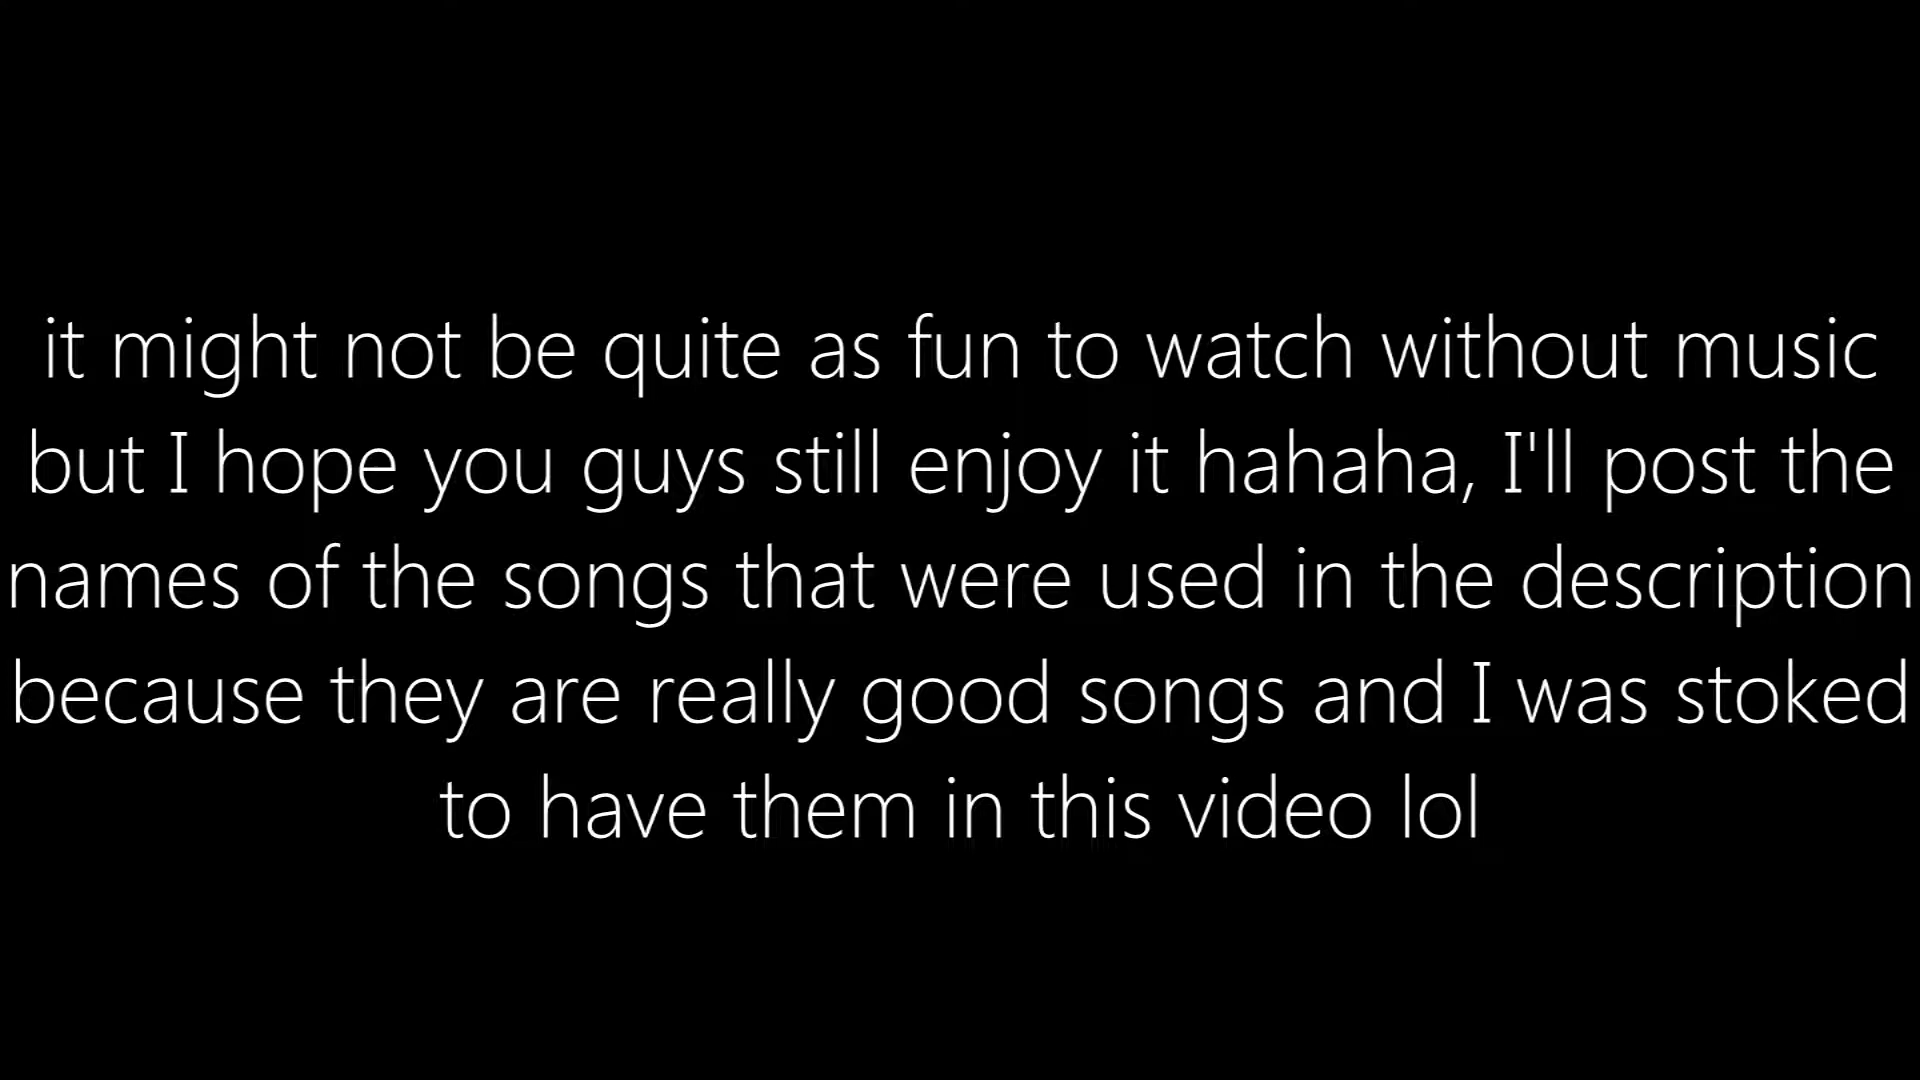 it might not be quite as fun to watch without music
but I hope you guys still enjoy it hahaha, I'll post the
names of the songs that were used in the description
because they are really good songs and I was stoked
to have them in this video lol